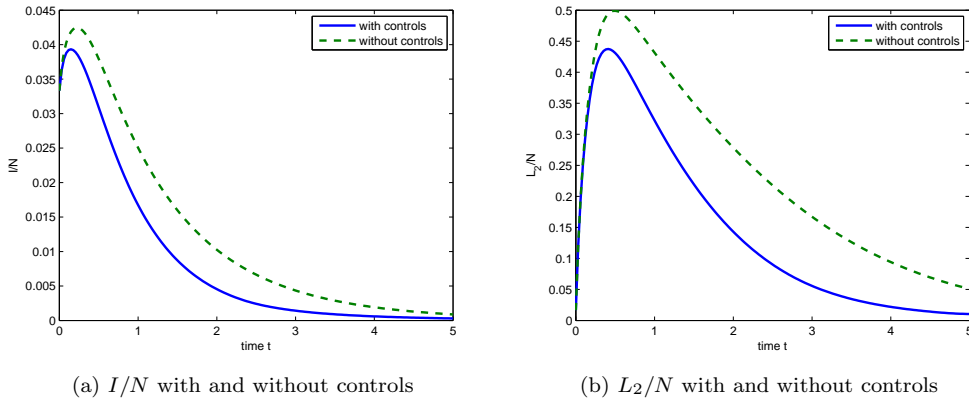 0.045
0.04
0.035
0.03
0.025
0.02
0.015
0.01
0.005
0
I/N
0 1 2 3 4 5
time t
with controls
without controls
(a) I/N with and without controls
0.5
0.45
0.4
0.35
0.3
0.25
0.2
0.15
0.1
0.05
0
L₂/N
0 1 2 3 4 5
time t
with controls
without controls
(b) L₂/N with and without controls